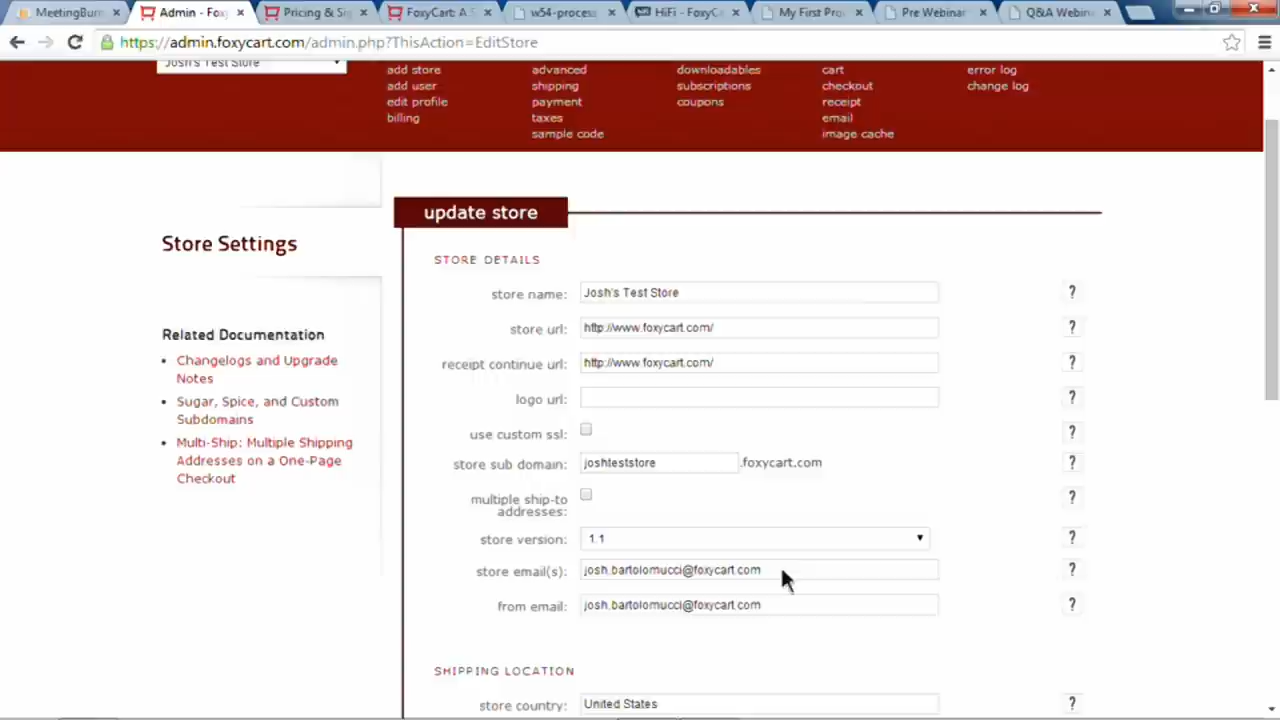 MeetingBurn
Admin - Fox
Pricing & Si
FoxyCart: A S
w54-process
HiFi - FoxyC
My First Pro
Pre Webinar
Q&A Webin
https://admin.foxycart.com/admin.php?ThisAction=EditStore
Josh's Test Store
add store
add user
edit profile
billing
advanced
shipping
payment
taxes
sample code
downloadables
subscriptions
coupons
cart
checkout
receipt
email
image cache
error log
change log
Store Settings
Related Documentation
Changelogs and Upgrade
Notes
Sugar, Spice, and Custom
Subdomains
Multi-Ship: Multiple Shipping
Addresses on a One-Page
Checkout
update store
STORE DETAILS
store name: Josh's Test Store ?
store url: http://www.foxycart.com/ ?
receipt continue url: http://www.foxycart.com/ ?
logo url: ?
use custom ssl: ?
store sub domain: joshteststore .foxycart.com ?
multiple ship-to
addresses: ?
store version: 1.1 ?
store email(s): josh.bartolomucci@foxycart.com ?
from email: josh.bartolomucci@foxycart.com ?
SHIPPING LOCATION
store country: United States ?